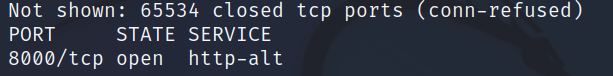 Not shown: 65534 closed tcp ports (conn-refused)
PORT     STATE SERVICE
8000/tcp open  http-alt